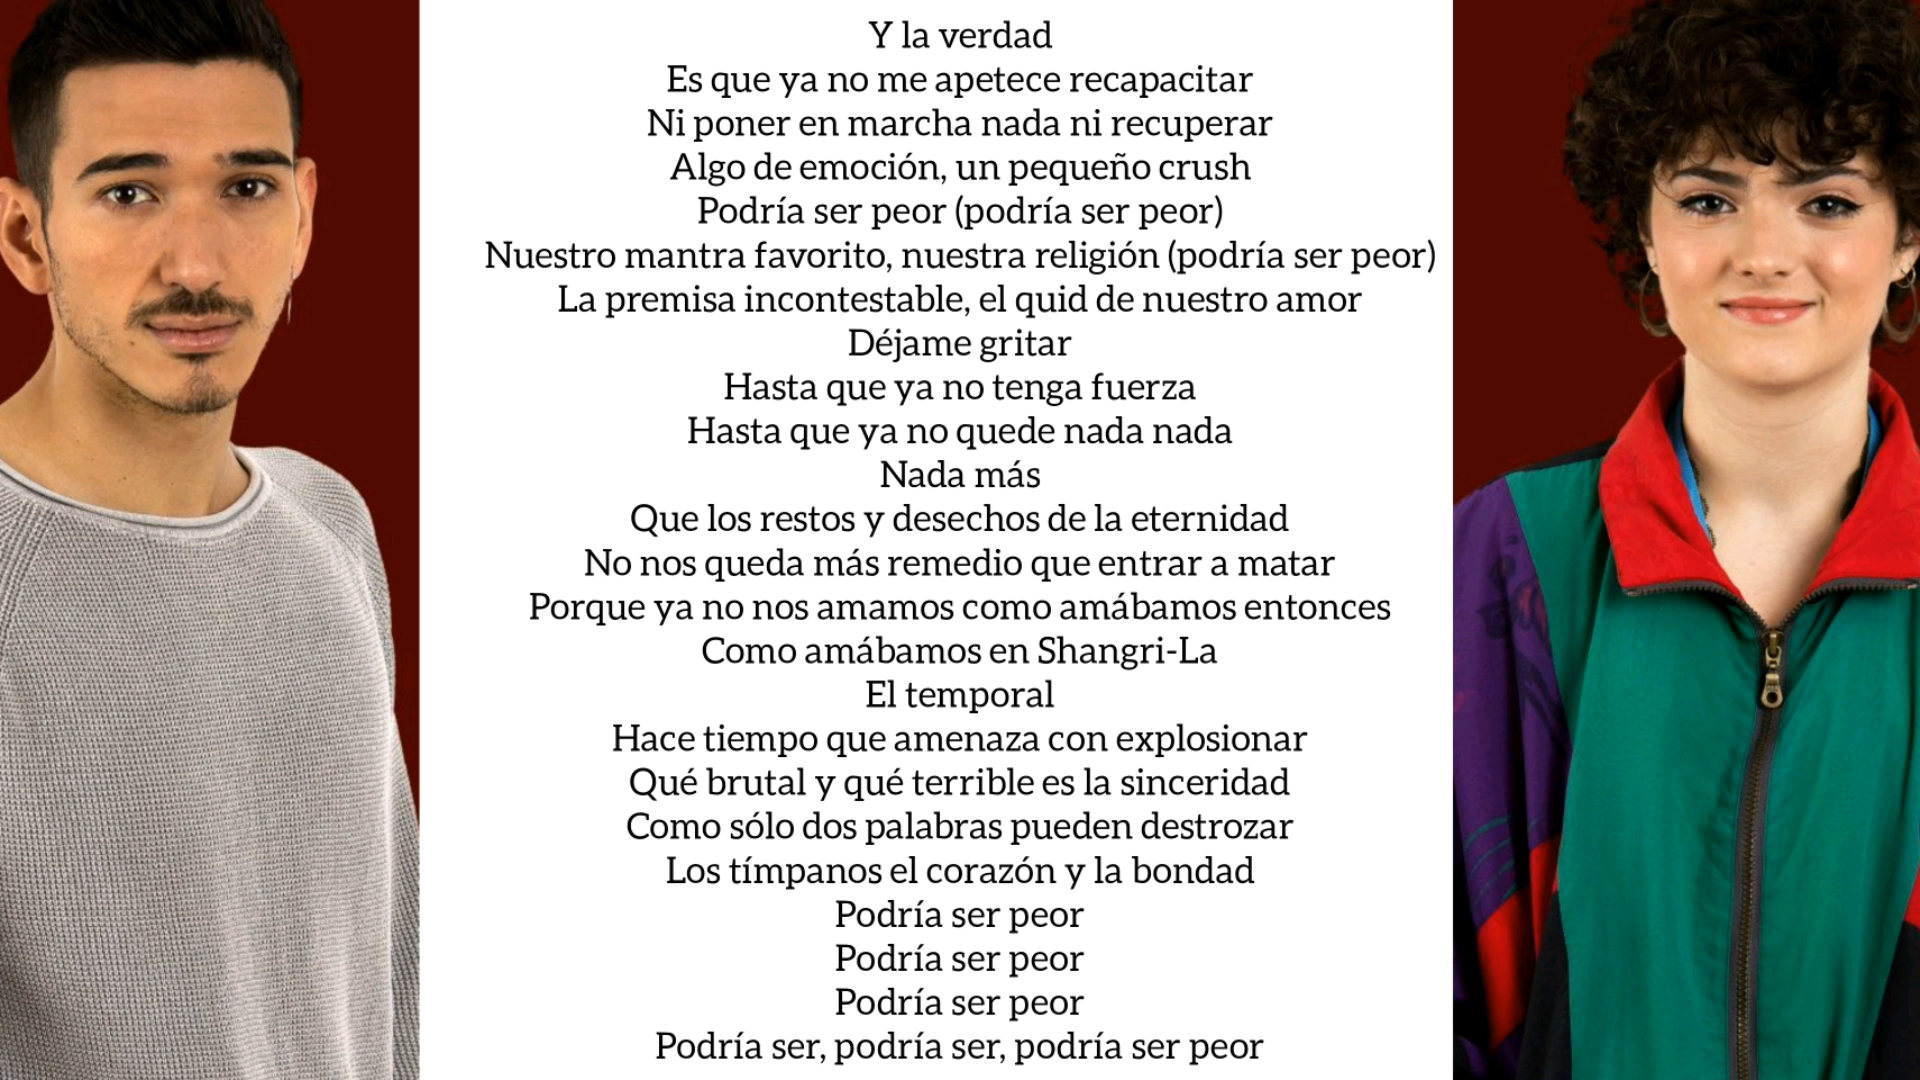 Y la verdad
Es que ya no me apetece recapacitar
Ni poner en marcha nada ni recuperar
Algo de emoción, un pequeño crush
Podría ser peor (podría ser peor)
Nuestro mantra favorito, nuestra religión (podría ser peor)
La premisa incontestable, el quid de nuestro amor
Déjame gritar
Hasta que ya no tenga fuerza
Hasta que ya no quede nada nada
Nada más
Que los restos y desechos de la eternidad
No nos queda más remedio que entrar a matar
Porque ya no nos amamos como amábamos entonces
Como amábamos en Shangri-La
El temporal
Hace tiempo que amenaza con explosionar
Qué brutal y qué terrible es la sinceridad
Como sólo dos palabras pueden destrozar
Los tímpanos el corazón y la bondad
Podría ser peor
Podría ser peor
Podría ser peor
Podría ser, podría ser, podría ser peor